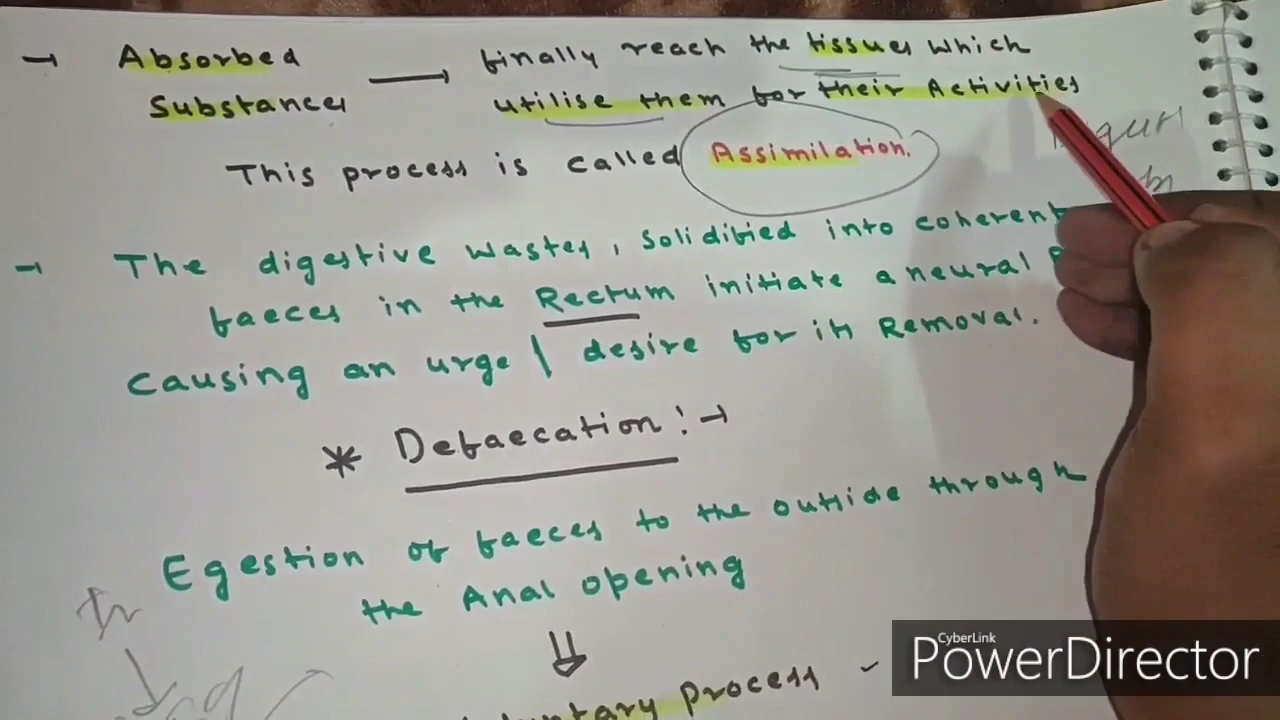 → Absorbed Substances → finally reach the tissues which
utilise them for their Activities
This process is called Assimilation.
→ The digestive wastes, solidified into coherent
faeces in the Rectum initiate a neural
causing an urge | desire for its Removal.
* Defaecation :→
Egestion of faeces to the outside through
the Anal opening
⇓
process
CyberLink
PowerDirector